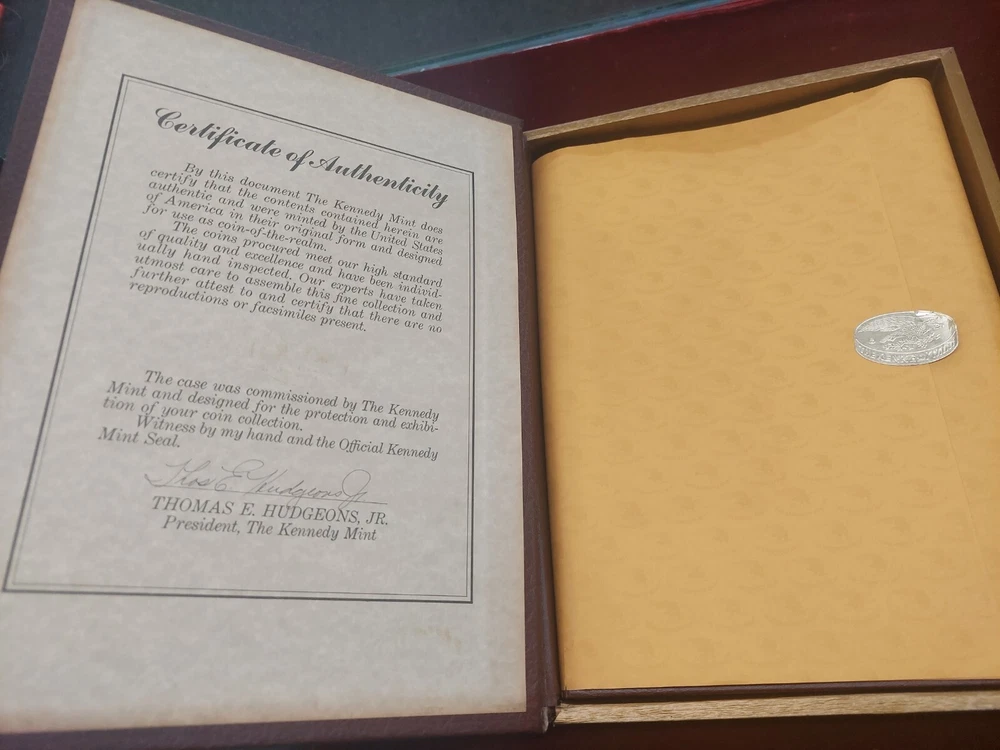 Certificate of Authenticity
By this document The Kennedy Mint does
certify that the contents contained herein are
authentic and were minted by the United States
of America in their original form and designed
for use as coin-of-the-realm.
The coins procured meet our high standard
of quality and excellence and have been individ-
ually hand inspected. Our experts have taken
utmost care to assemble this fine collection and
further attest to and certify that there are no
reproductions or facsimiles present.
The case was commissioned by The Kennedy
Mint and designed for the protection and exhibi-
tion of your coin collection.
Witness by my hand and the Official Kennedy
Mint Seal.
Thos E. Hudgeons Jr
THOMAS E. HUDGEONS, JR.
President, The Kennedy Mint